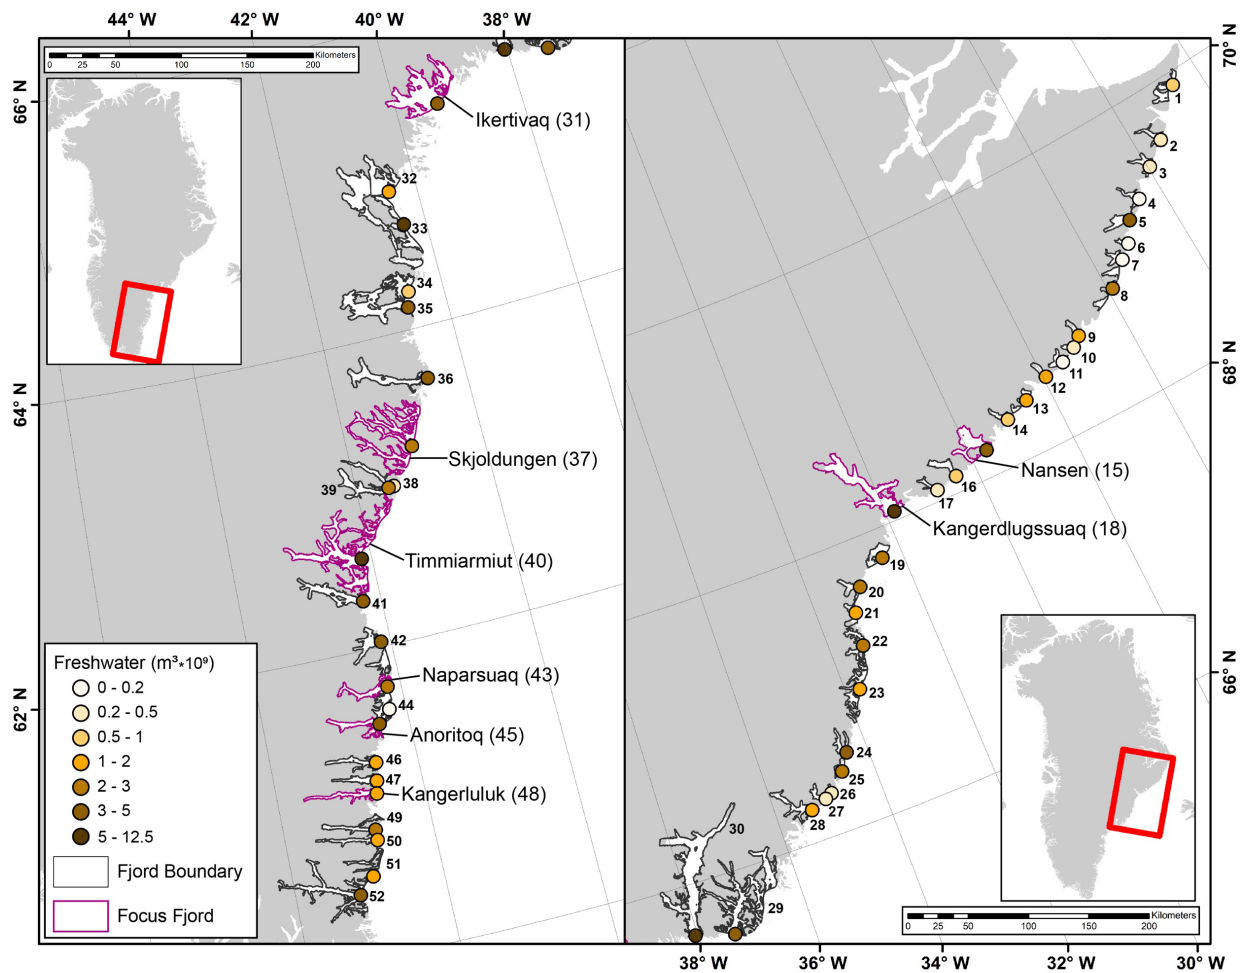 44° W 42° W 40° W 38° W
70° N
68° N
66° N
66° N
64° N
62° N
38° W 36° W 34° W 32° W 30° W
Kilometers
0 25 50 100 150 200
Ikertivaq (31)
32
33
34
35
36
Skjoldungen (37)
38
39
Timmiarmiut (40)
41
42
Naparsuaq (43)
44
Anoritoq (45)
46
47
Kangerluluk (48)
49
50
51
52
Freshwater (m³*10⁹)
0 - 0.2
0.2 - 0.5
0.5 - 1
1 - 2
2 - 3
3 - 5
5 - 12.5
Fjord Boundary
Focus Fjord
1
2
3
4
5
6
7
8
9
10
11
12
13
14
Nansen (15)
16
17
Kangerdlugssuaq (18)
19
20
21
22
23
24
25
26
27
28
29
30
Kilometers
0 25 50 100 150 200